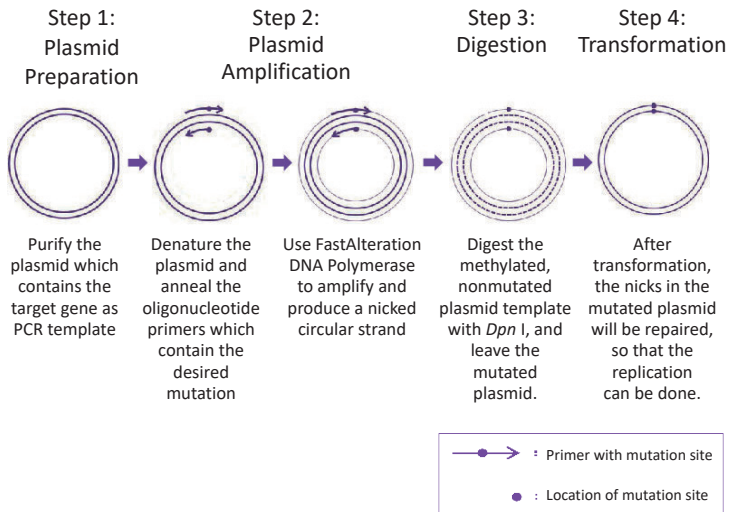 Step 1:
Plasmid
Preparation
Step 2:
Plasmid
Amplification
Step 3:
Digestion
Step 4:
Transformation
Purify the
plasmid which
contains the
target gene as
PCR template
Denature the
plasmid and
anneal the
oligonucleotide
primers which
contain the
desired
mutation
Use FastAlteration
DNA Polymerase
to amplify and
produce a nicked
circular strand
Digest the
methylated,
nonmutated
plasmid template
with Dpn I, and
leave the
mutated
plasmid.
After
transformation,
the nicks in the
mutated plasmid
will be repaired,
so that the
replication
can be done.
: Primer with mutation site
: Location of mutation site